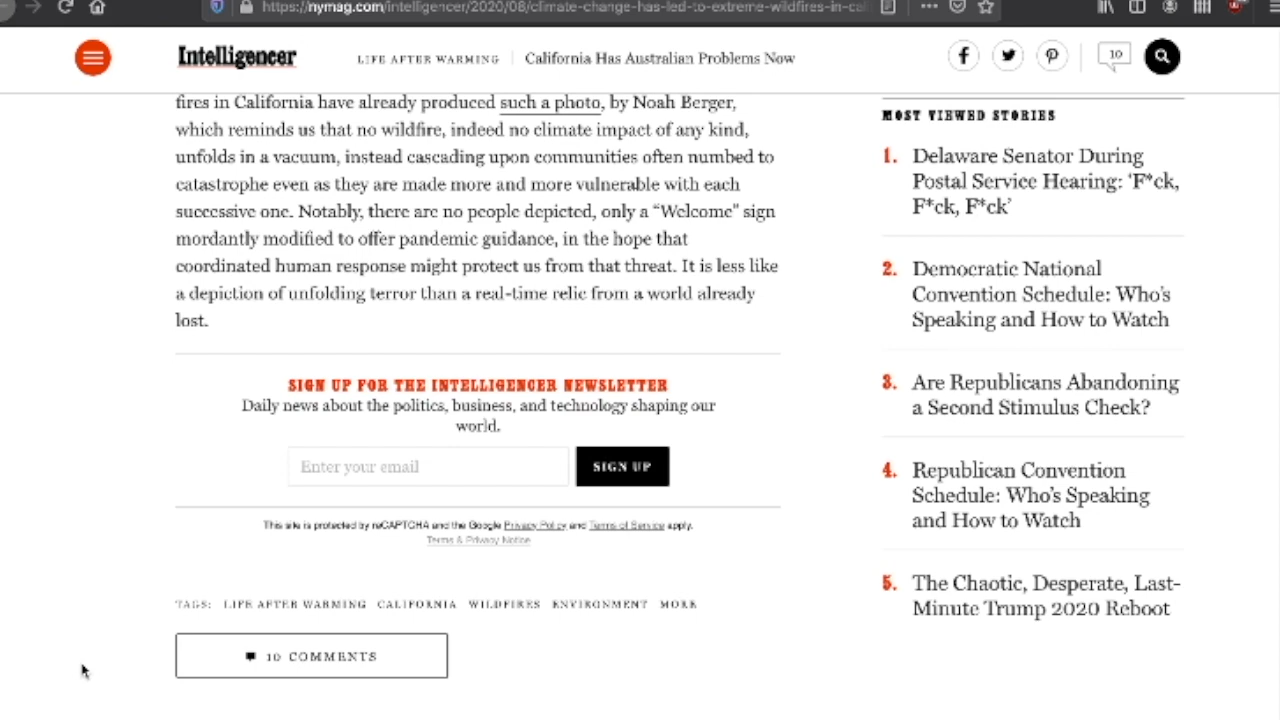 https://nymag.com/intelligencer/2020/08/climate-change-has-led-to-extreme-wildfires-in-cal
Intelligencer
LIFE AFTER WARMING
California Has Australian Problems Now
10
fires in California have already produced such a photo, by Noah Berger,
which reminds us that no wildfire, indeed no climate impact of any kind,
unfolds in a vacuum, instead cascading upon communities often numbed to
catastrophe even as they are made more and more vulnerable with each
successive one. Notably, there are no people depicted, only a “Welcome” sign
mordantly modified to offer pandemic guidance, in the hope that
coordinated human response might protect us from that threat. It is less like
a depiction of unfolding terror than a real-time relic from a world already
lost.
SIGN UP FOR THE INTELLIGENCER NEWSLETTER
Daily news about the politics, business, and technology shaping our
world.
Enter your email
SIGN UP
This site is protected by reCAPTCHA and the Google Privacy Policy and Terms of Service apply.
Terms & Privacy Notice
TAGS: LIFE AFTER WARMING CALIFORNIA WILDFIRES ENVIRONMENT MORE
10 COMMENTS
MOST VIEWED STORIES
1. Delaware Senator During
Postal Service Hearing: ‘F*ck,
F*ck, F*ck’
2. Democratic National
Convention Schedule: Who’s
Speaking and How to Watch
3. Are Republicans Abandoning
a Second Stimulus Check?
4. Republican Convention
Schedule: Who’s Speaking
and How to Watch
5. The Chaotic, Desperate, Last-
Minute Trump 2020 Reboot